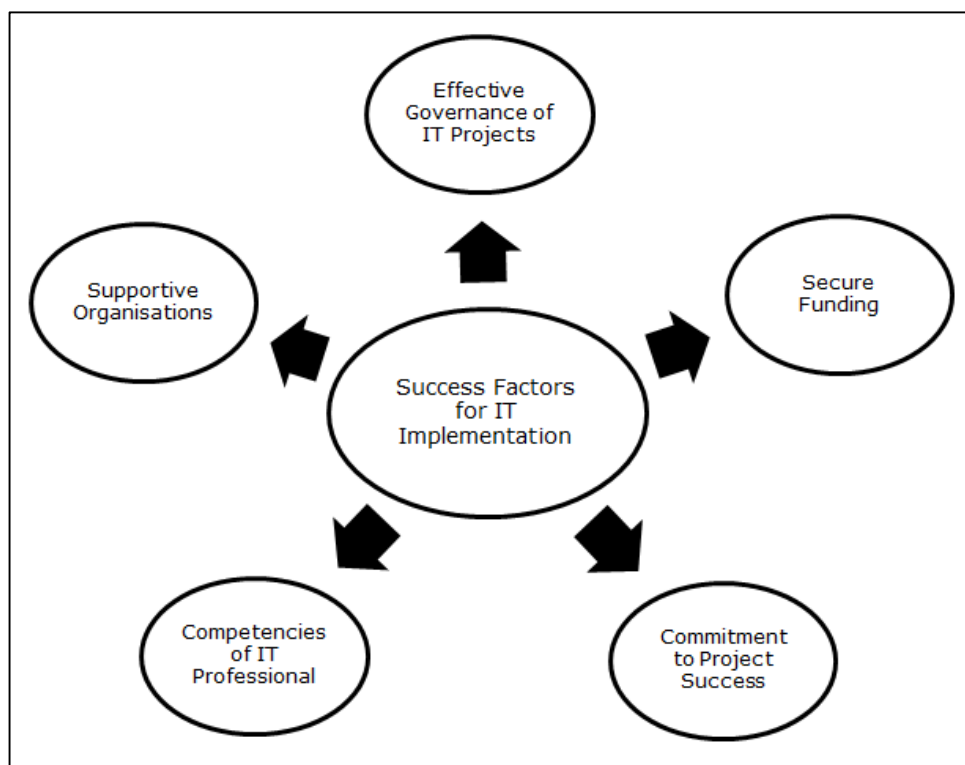 Effective
Governance of
IT Projects
Supportive
Organisations
Secure
Funding
Success Factors
for IT
Implementation
Competencies
of IT
Professional
Commitment
to Project
Success